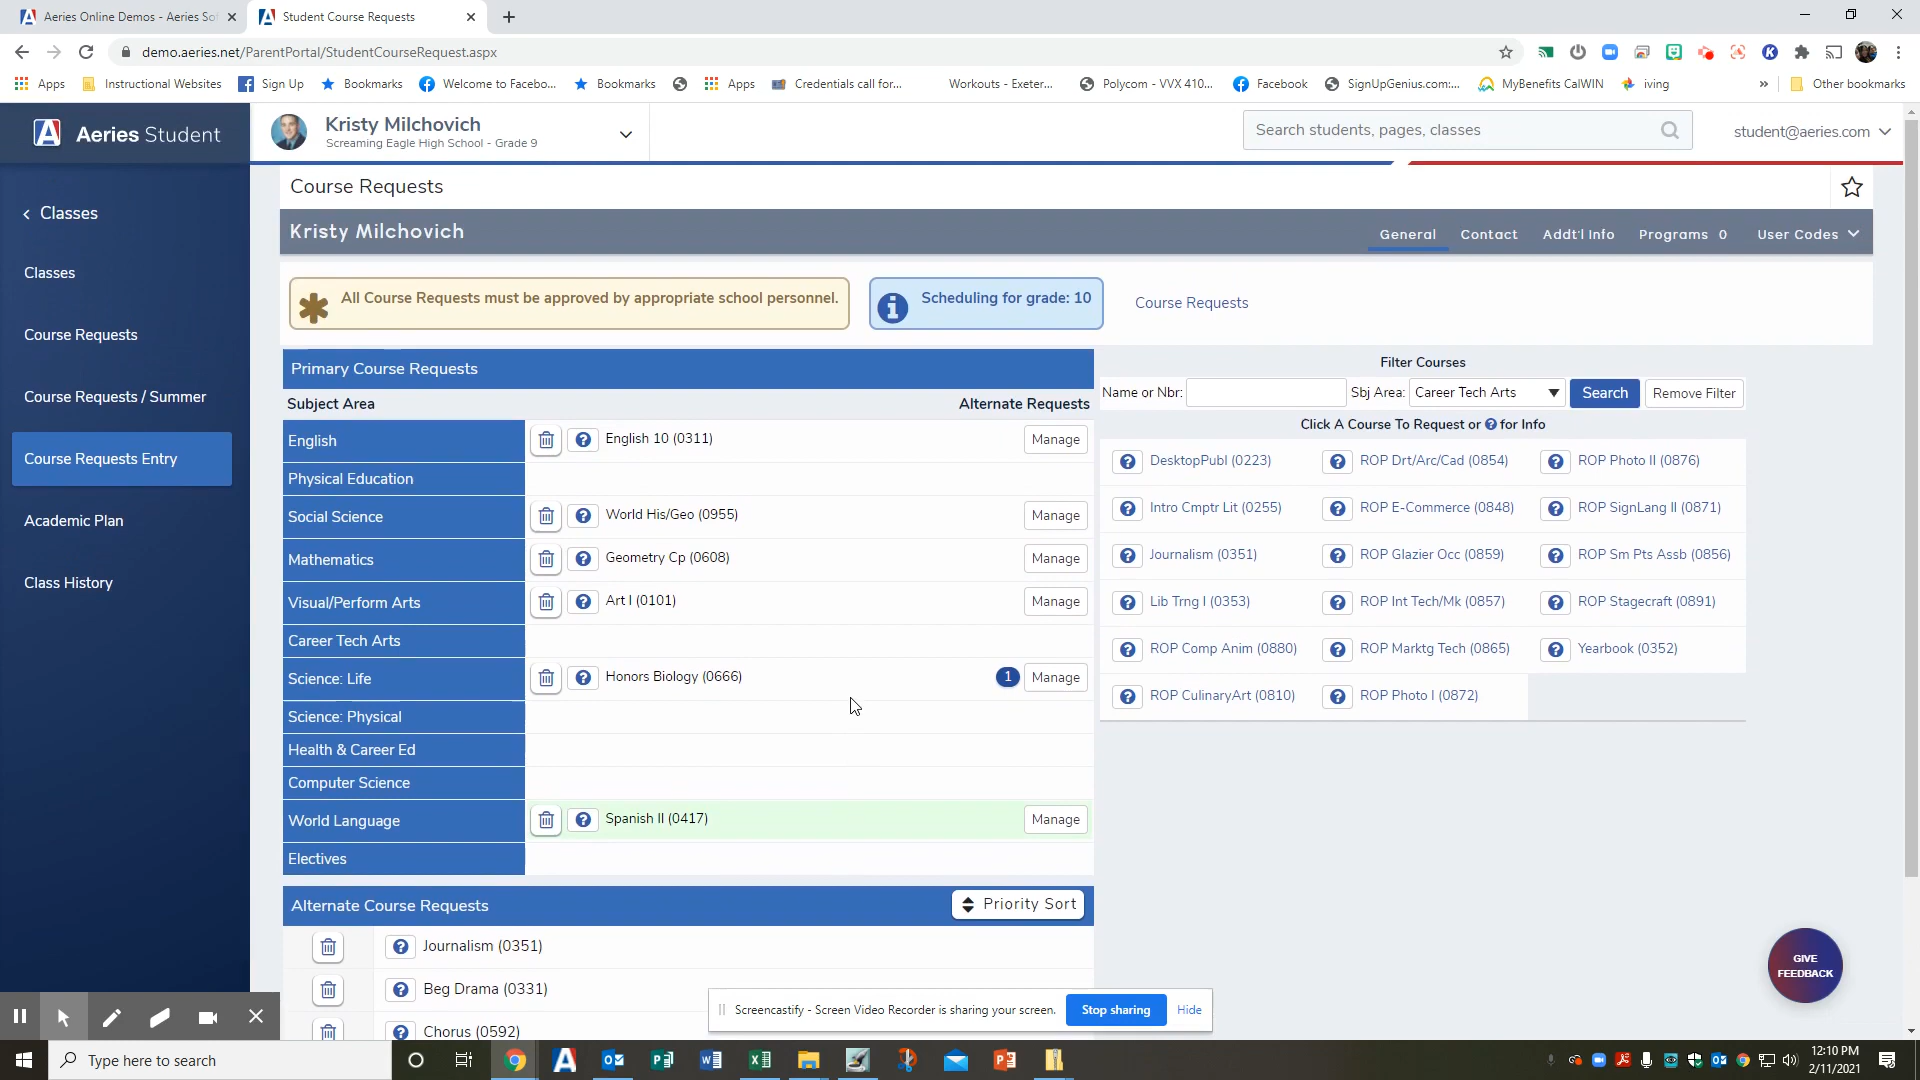 Aeries Online Demos - Aeries Sof
Student Course Requests
demo.aeries.net/ParentPortal/StudentCourseRequest.aspx
Apps
Instructional Websites
Sign Up
Bookmarks
Welcome to Facebo...
Bookmarks
Apps
Credentials call for...
Workouts - Exeter...
Polycom - VVX 410...
Facebook
SignUpGenius.com:...
MyBenefits CalWIN
iving
»
Other bookmarks
Aeries Student
Kristy Milchovich
Screaming Eagle High School - Grade 9
Search students, pages, classes
student@aeries.com
Classes
Classes
Course Requests
Course Requests / Summer
Course Requests Entry
Academic Plan
Class History
Course Requests
Kristy Milchovich
General
Contact
Addt'l Info
Programs 0
User Codes
All Course Requests must be approved by appropriate school personnel.
Scheduling for grade: 10
Course Requests
Primary Course Requests
Subject Area
Alternate Requests
English
English 10 (0311)
Manage
Physical Education
Social Science
World His/Geo (0955)
Manage
Mathematics
Geometry Cp (0608)
Manage
Visual/Perform Arts
Art I (0101)
Manage
Career Tech Arts
Science: Life
Honors Biology (0666)
1
Manage
Science: Physical
Health & Career Ed
Computer Science
World Language
Spanish II (0417)
Manage
Electives
Alternate Course Requests
Priority Sort
Journalism (0351)
Beg Drama (0331)
Chorus (0592)
Filter Courses
Name or Nbr:
Sbj Area:
Career Tech Arts
Search
Remove Filter
Click A Course To Request or ? for Info
DesktopPubl (0223)
ROP Drt/Arc/Cad (0854)
ROP Photo II (0876)
Intro Cmptr Lit (0255)
ROP E-Commerce (0848)
ROP SignLang II (0871)
Journalism (0351)
ROP Glazier Occ (0859)
ROP Sm Pts Assb (0856)
Lib Trng I (0353)
ROP Int Tech/Mk (0857)
ROP Stagecraft (0891)
ROP Comp Anim (0880)
ROP Marktg Tech (0865)
Yearbook (0352)
ROP CulinaryArt (0810)
ROP Photo I (0872)
GIVE
FEEDBACK
Screencastify - Screen Video Recorder is sharing your screen.
Stop sharing
Hide
Type here to search
12:10 PM
2/11/2021